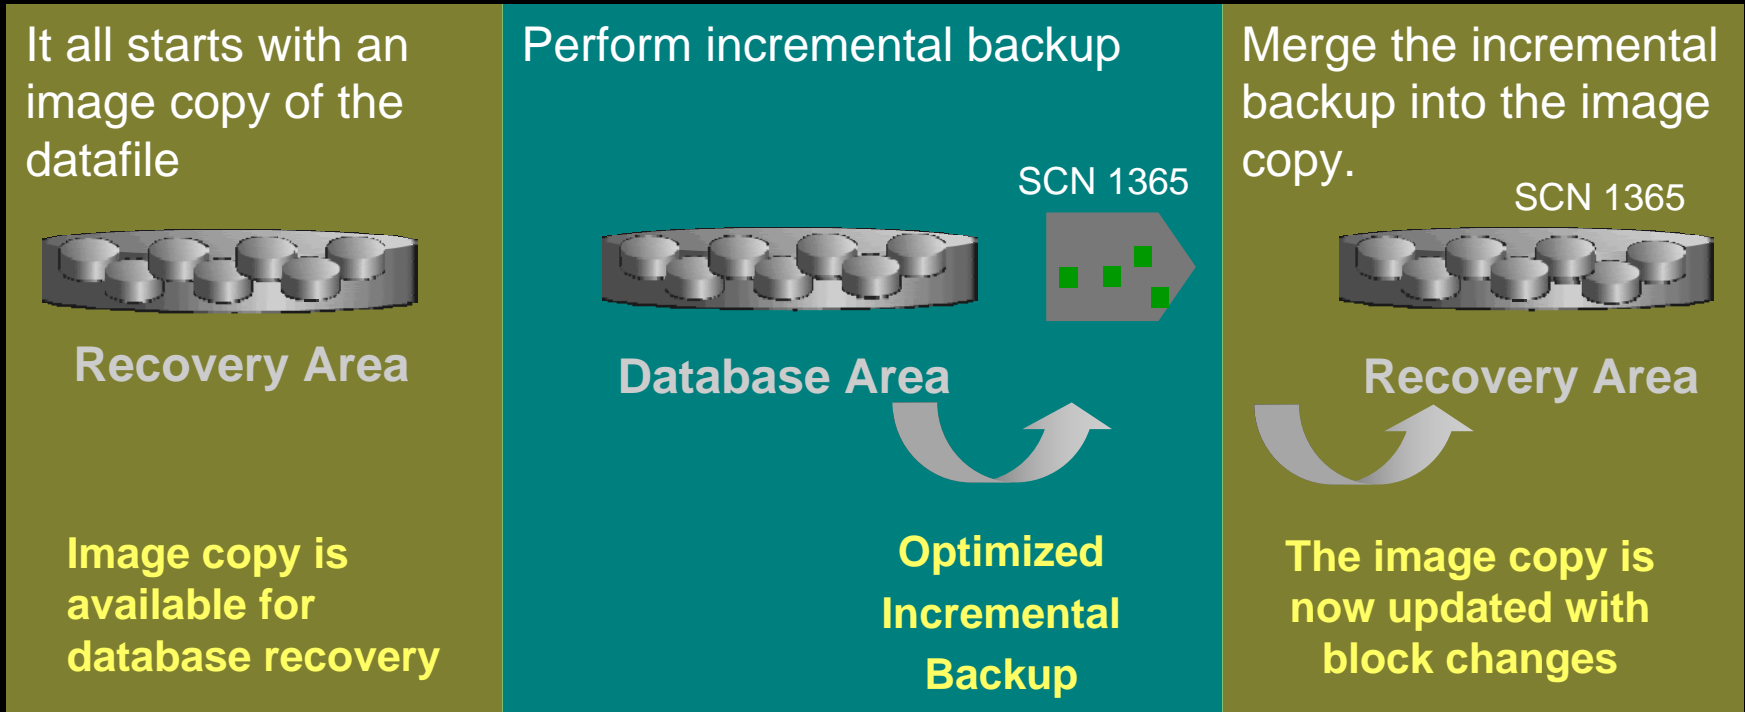 It all starts with an
image copy of the
datafile
Recovery Area
Image copy is
available for
database recovery
Perform incremental backup
SCN 1365
Database Area
Optimized
Incremental
Backup
Merge the incremental
backup into the image
copy.
SCN 1365
Recovery Area
The image copy is
now updated with
block changes